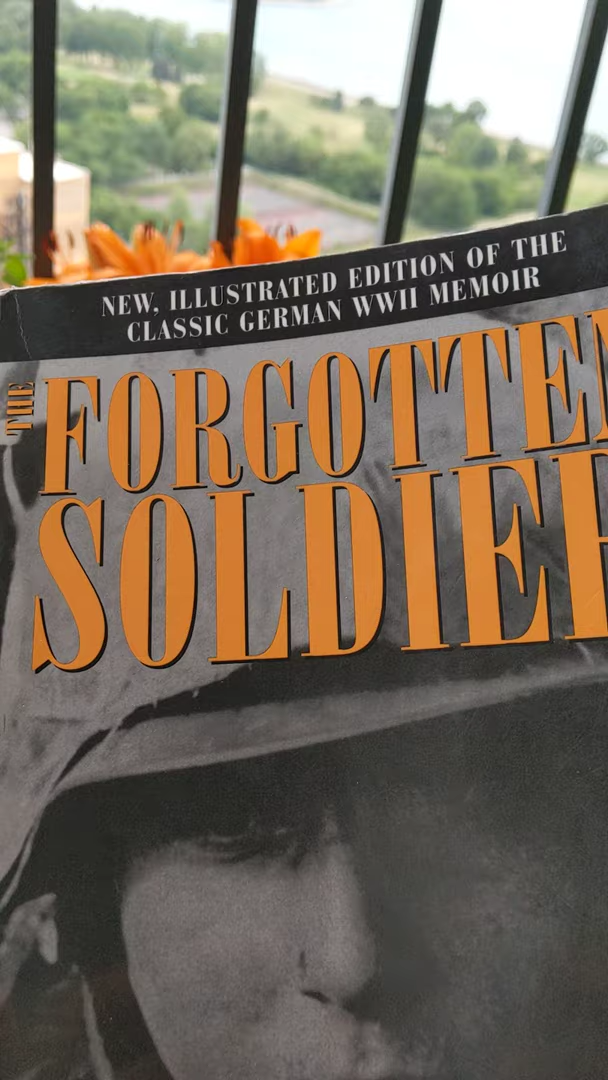 NEW, ILLUSTRATED EDITION OF THE
CLASSIC GERMAN WWII MEMOIR
THE
FORGOTTEN
SOLDIER